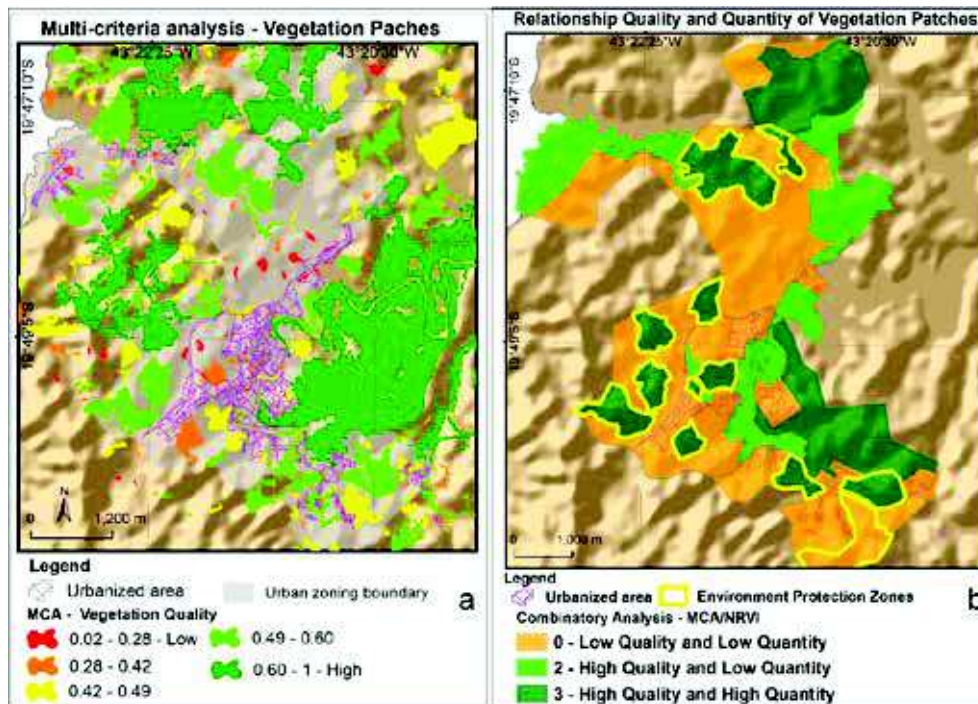 Multi-criteria analysis - Vegetation Paches
43°22'25"W
43°20'30"W
19°47'10"S
19°49'5"S
N
0 1,200 m
Legend
Urbanized area
Urban zoning boundary
MCA - Vegetation Quality
0.02 - 0.28 - Low
0.28 - 0.42
0.42 - 0.49
0.49 - 0.60
0.60 - 1 - High
a
Relationship Quality and Quantity of Vegetation Patches
43°22'25"W
43°20'30"W
19°47'10"S
19°49'5"S
0 1,000 m
Legend
Urbanized area
Environment Protection Zones
Combinatory Analysis - MCA/NRVI
0 - Low Quality and Low Quantity
2 - High Quality and Low Quantity
3 - High Quality and High Quantity
b